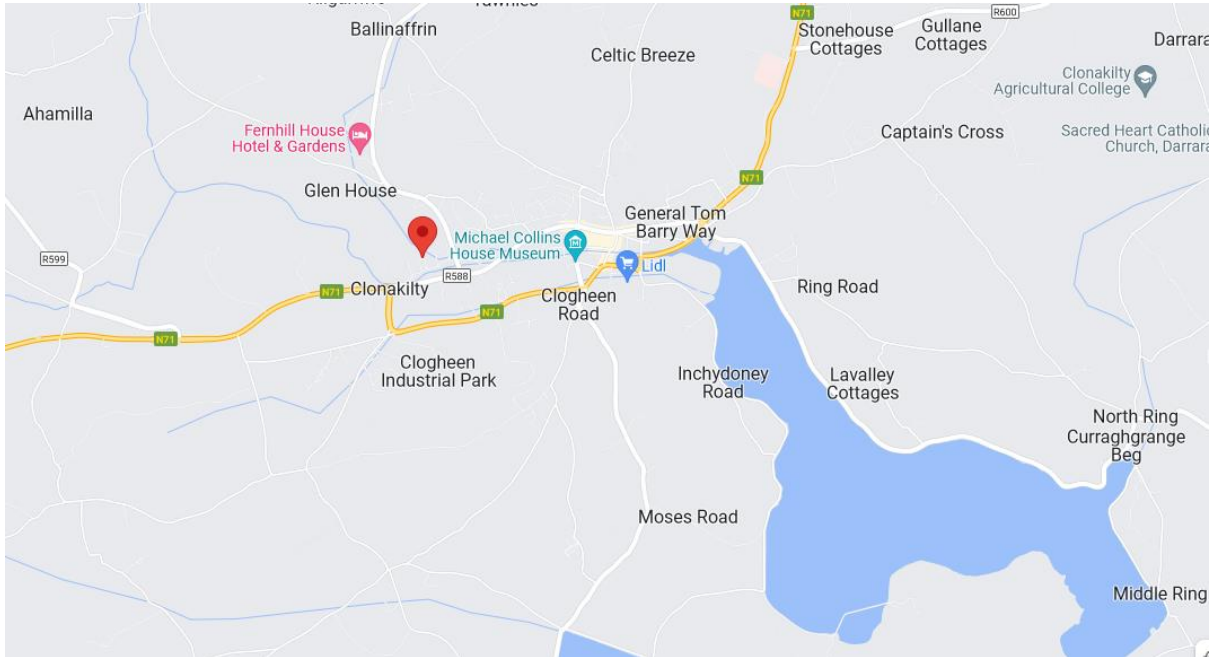 N71
R600
Ballinaffrin
Stonehouse
Cottages
Gullane
Cottages
Darrara
Celtic Breeze
Clonakilty
Agricultural College
Ahamilla
Fernhill House
Hotel & Gardens
Captain's Cross
Sacred Heart Catholic
Church, Darrara
N71
Glen House
General Tom
Barry Way
Michael Collins
House Museum
R599
R588
Lidl
N71
Clonakilty
Clogheen
Road
Ring Road
N71
N71
Clogheen
Industrial Park
Inchydoney
Road
Lavalley
Cottages
North Ring
Curraghgrange
Beg
Moses Road
Middle Ring